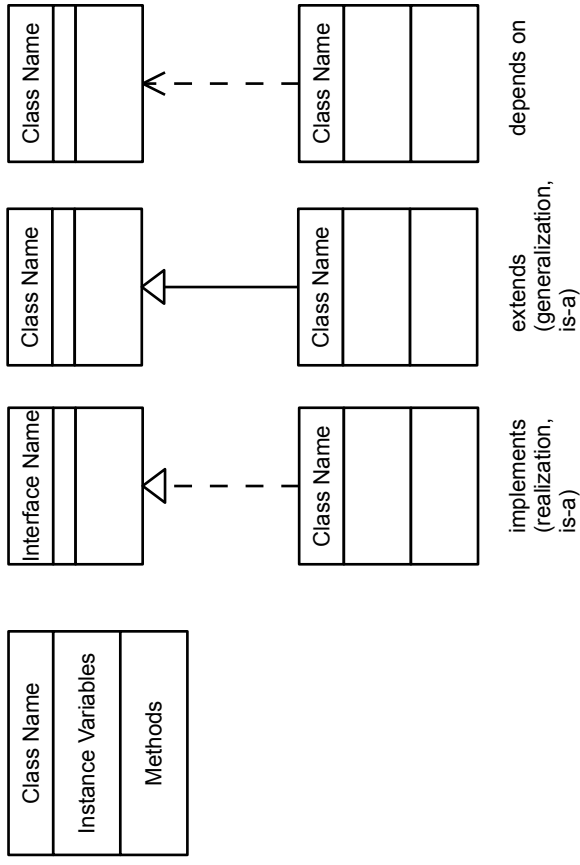 Class Name
Instance Variables
Methods
Interface Name
Class Name
implements
(realization,
is-a)
Class Name
Class Name
extends
(generalization,
is-a)
Class Name
Class Name
depends on